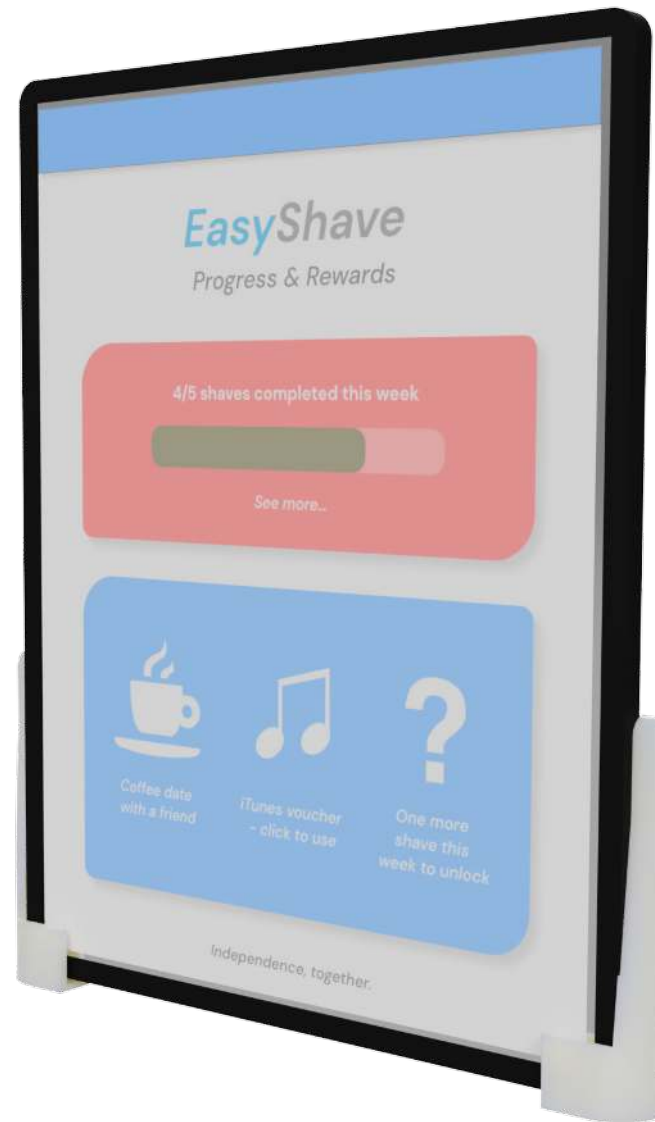 EasyShave
Progress & Rewards
4/5 shaves completed this week
See more...
Coffee date
with a friend
iTunes voucher
- click to use
One more
shave this
week to unlock
Independence, together.